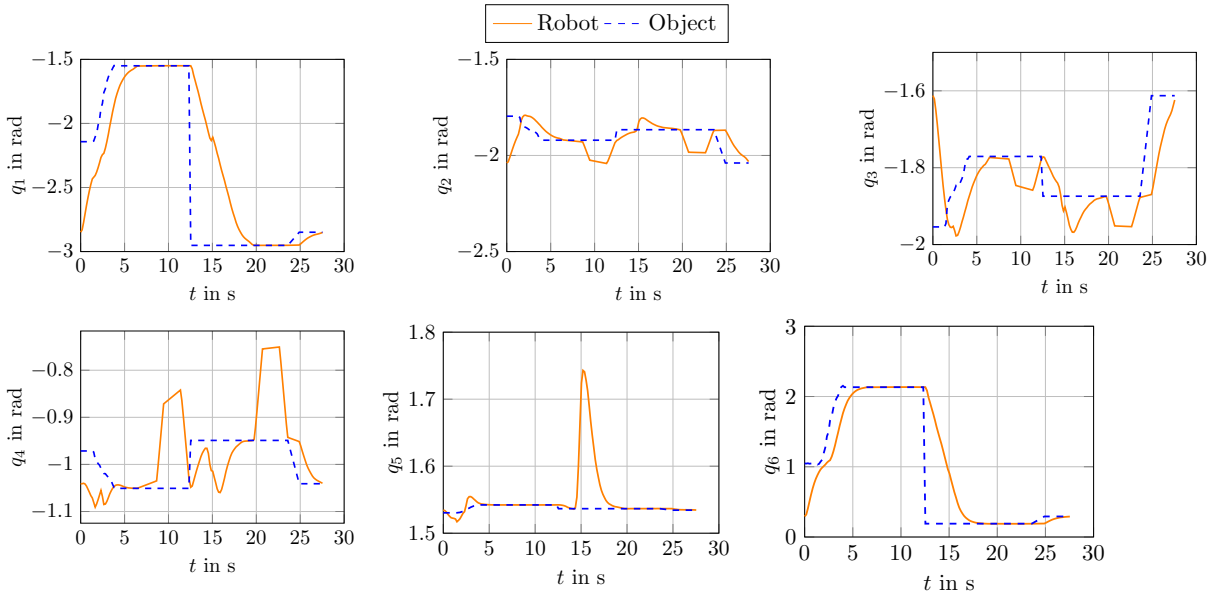 Robot Object
−1.5
−2
−2.5
−3
0 5 10 15 20 25 30
t in s
q1 in rad
−1.5
−2
−2.5
0 5 10 15 20 25 30
t in s
q2 in rad
−1.6
−1.8
−2
0 5 10 15 20 25 30
t in s
q3 in rad
−0.8
−0.9
−1
−1.1
0 5 10 15 20 25 30
t in s
q4 in rad
1.8
1.7
1.6
1.5
0 5 10 15 20 25 30
t in s
q5 in rad
3
2
1
0
0 5 10 15 20 25 30
t in s
q6 in rad